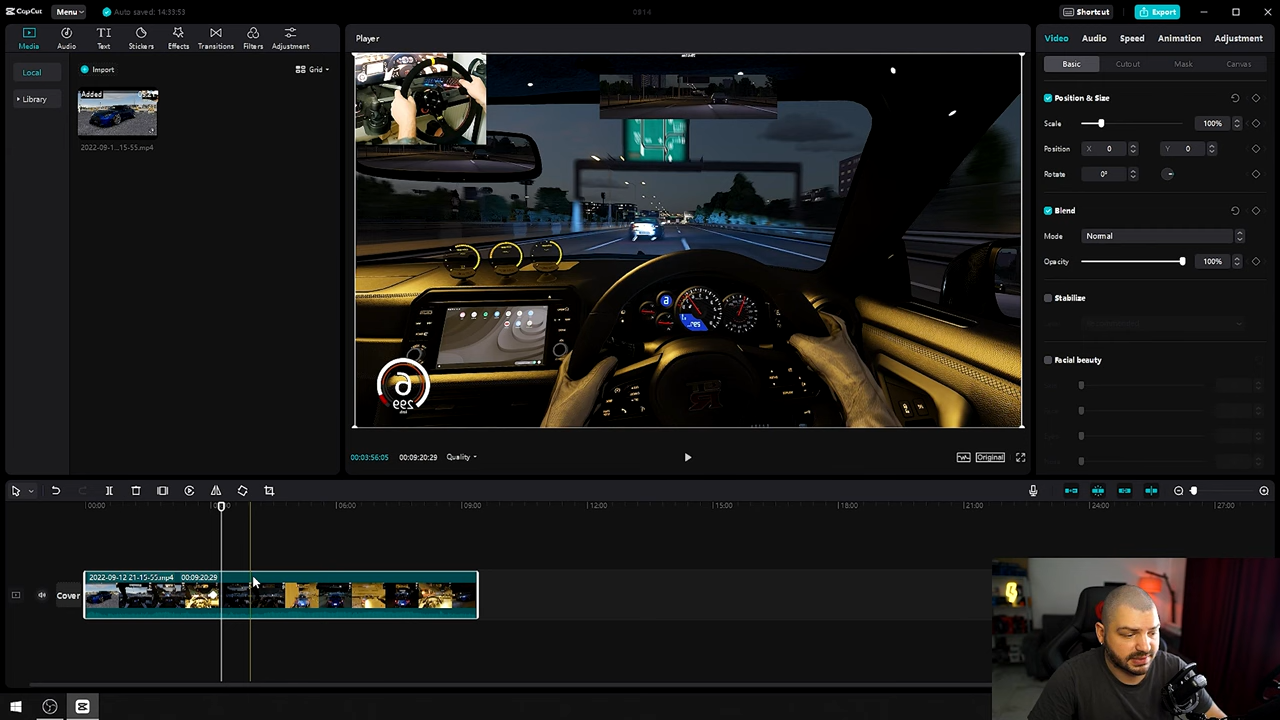 CapCut Menu Auto saved: 14:33:53 0914 Shortcut Export
Media Audio Text Stickers Effects Transitions Filters Adjustment
Player
Video Audio Speed Animation Adjustment
Local
Import
Grid
Basic Cutout Mask Canvas
Library
Added
2022-09-1...15-55.mp4
Position & Size
Scale 100%
Position X 0 Y 0
Rotate 0°
Blend
Mode Normal
Opacity 100%
Stabilize
Facial beauty
00:03:56:05 00:09:20:29 Quality
Original
00:00 06:00 09:00 12:00 15:00 18:00 21:00 24:00 27:00
2022-09-12 21-15-55.mp4 00:09:20:29
Cover